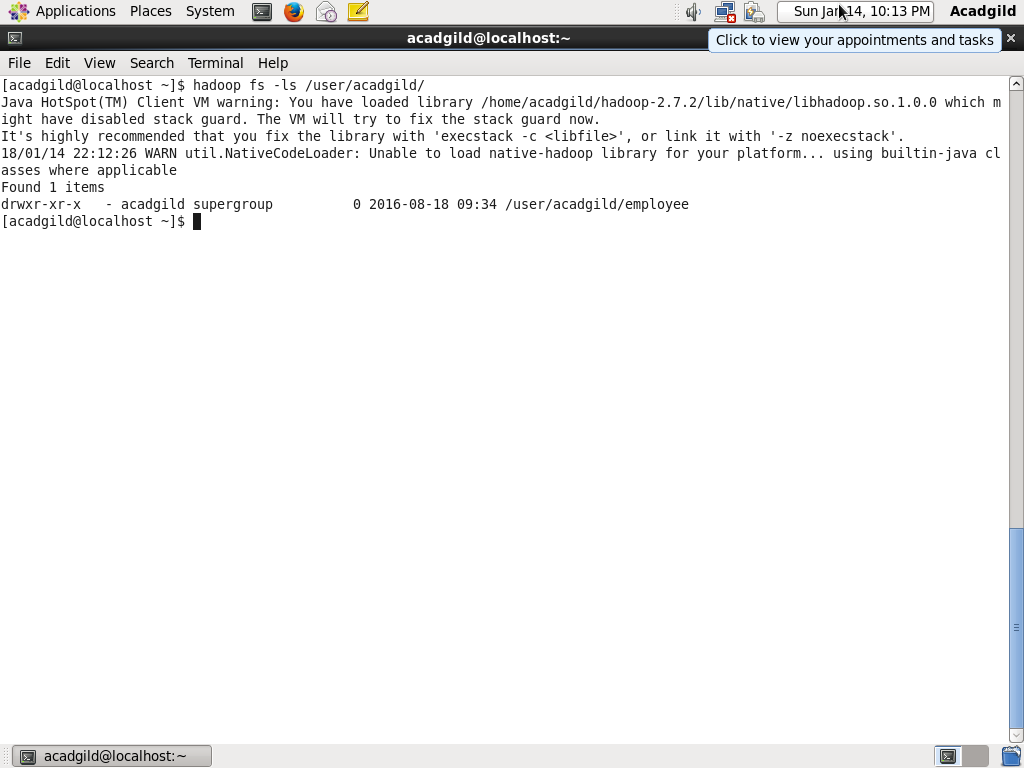 Applications Places System Sun Jan 14, 10:13 PM Acadgild
acadgild@localhost:~
Click to view your appointments and tasks
File Edit View Search Terminal Help
[acadgild@localhost ~]$ hadoop fs -ls /user/acadgild/
Java HotSpot(TM) Client VM warning: You have loaded library /home/acadgild/hadoop-2.7.2/lib/native/libhadoop.so.1.0.0 which m
ight have disabled stack guard. The VM will try to fix the stack guard now.
It's highly recommended that you fix the library with 'execstack -c <libfile>', or link it with '-z noexecstack'.
18/01/14 22:12:26 WARN util.NativeCodeLoader: Unable to load native-hadoop library for your platform... using builtin-java cl
asses where applicable
Found 1 items
drwxr-xr-x   - acadgild supergroup          0 2016-08-18 09:34 /user/acadgild/employee
[acadgild@localhost ~]$
acadgild@localhost:~